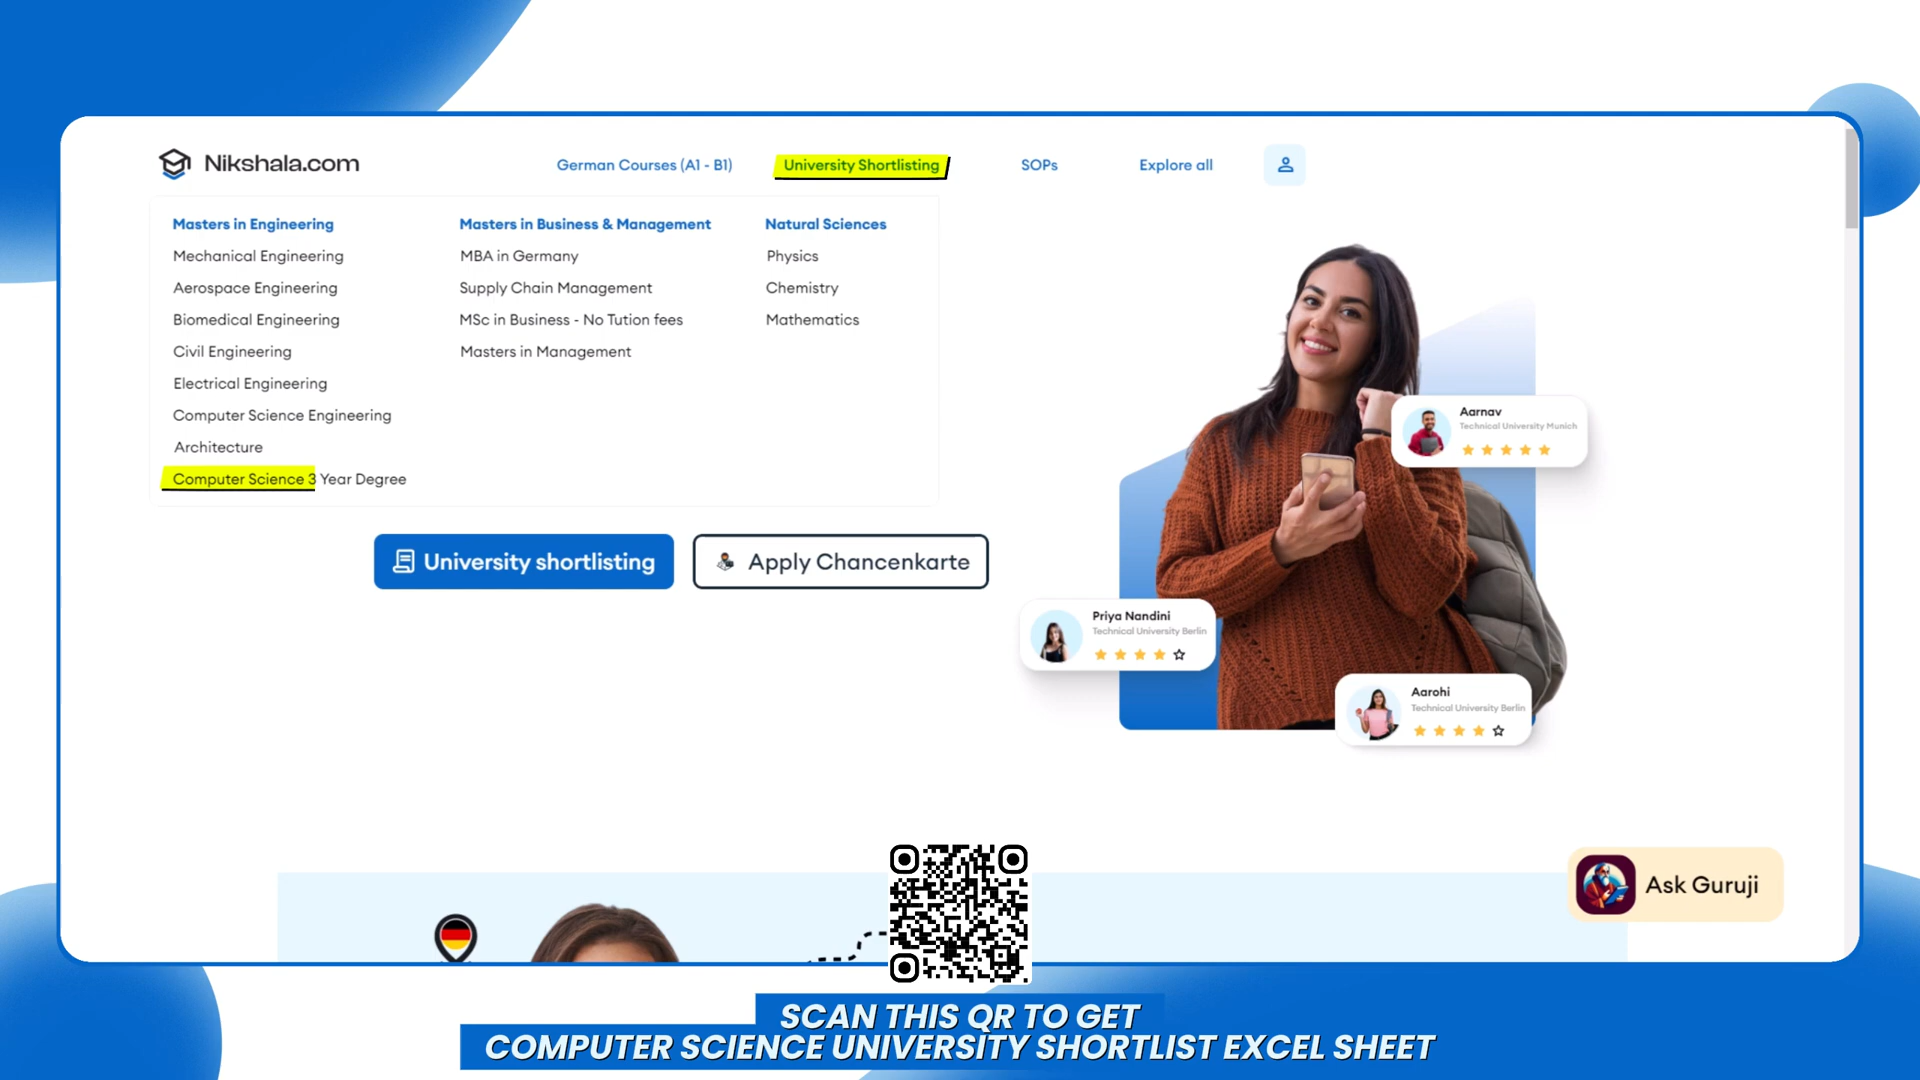 Nikshala.com
German Courses (A1 - B1)
University Shortlisting
SOPs
Explore all
Masters in Engineering
Mechanical Engineering
Aerospace Engineering
Biomedical Engineering
Civil Engineering
Electrical Engineering
Computer Science Engineering
Architecture
Computer Science 3 Year Degree
Masters in Business & Management
MBA in Germany
Supply Chain Management
MSc in Business - No Tution fees
Masters in Management
Natural Sciences
Physics
Chemistry
Mathematics
University shortlisting
Apply Chancenkarte
Aarnav
Technical University Munich
Priya Nandini
Technical University Berlin
Aarohi
Technical University Berlin
Ask Guruji
SCAN THIS QR TO GET
COMPUTER SCIENCE UNIVERSITY SHORTLIST EXCEL SHEET